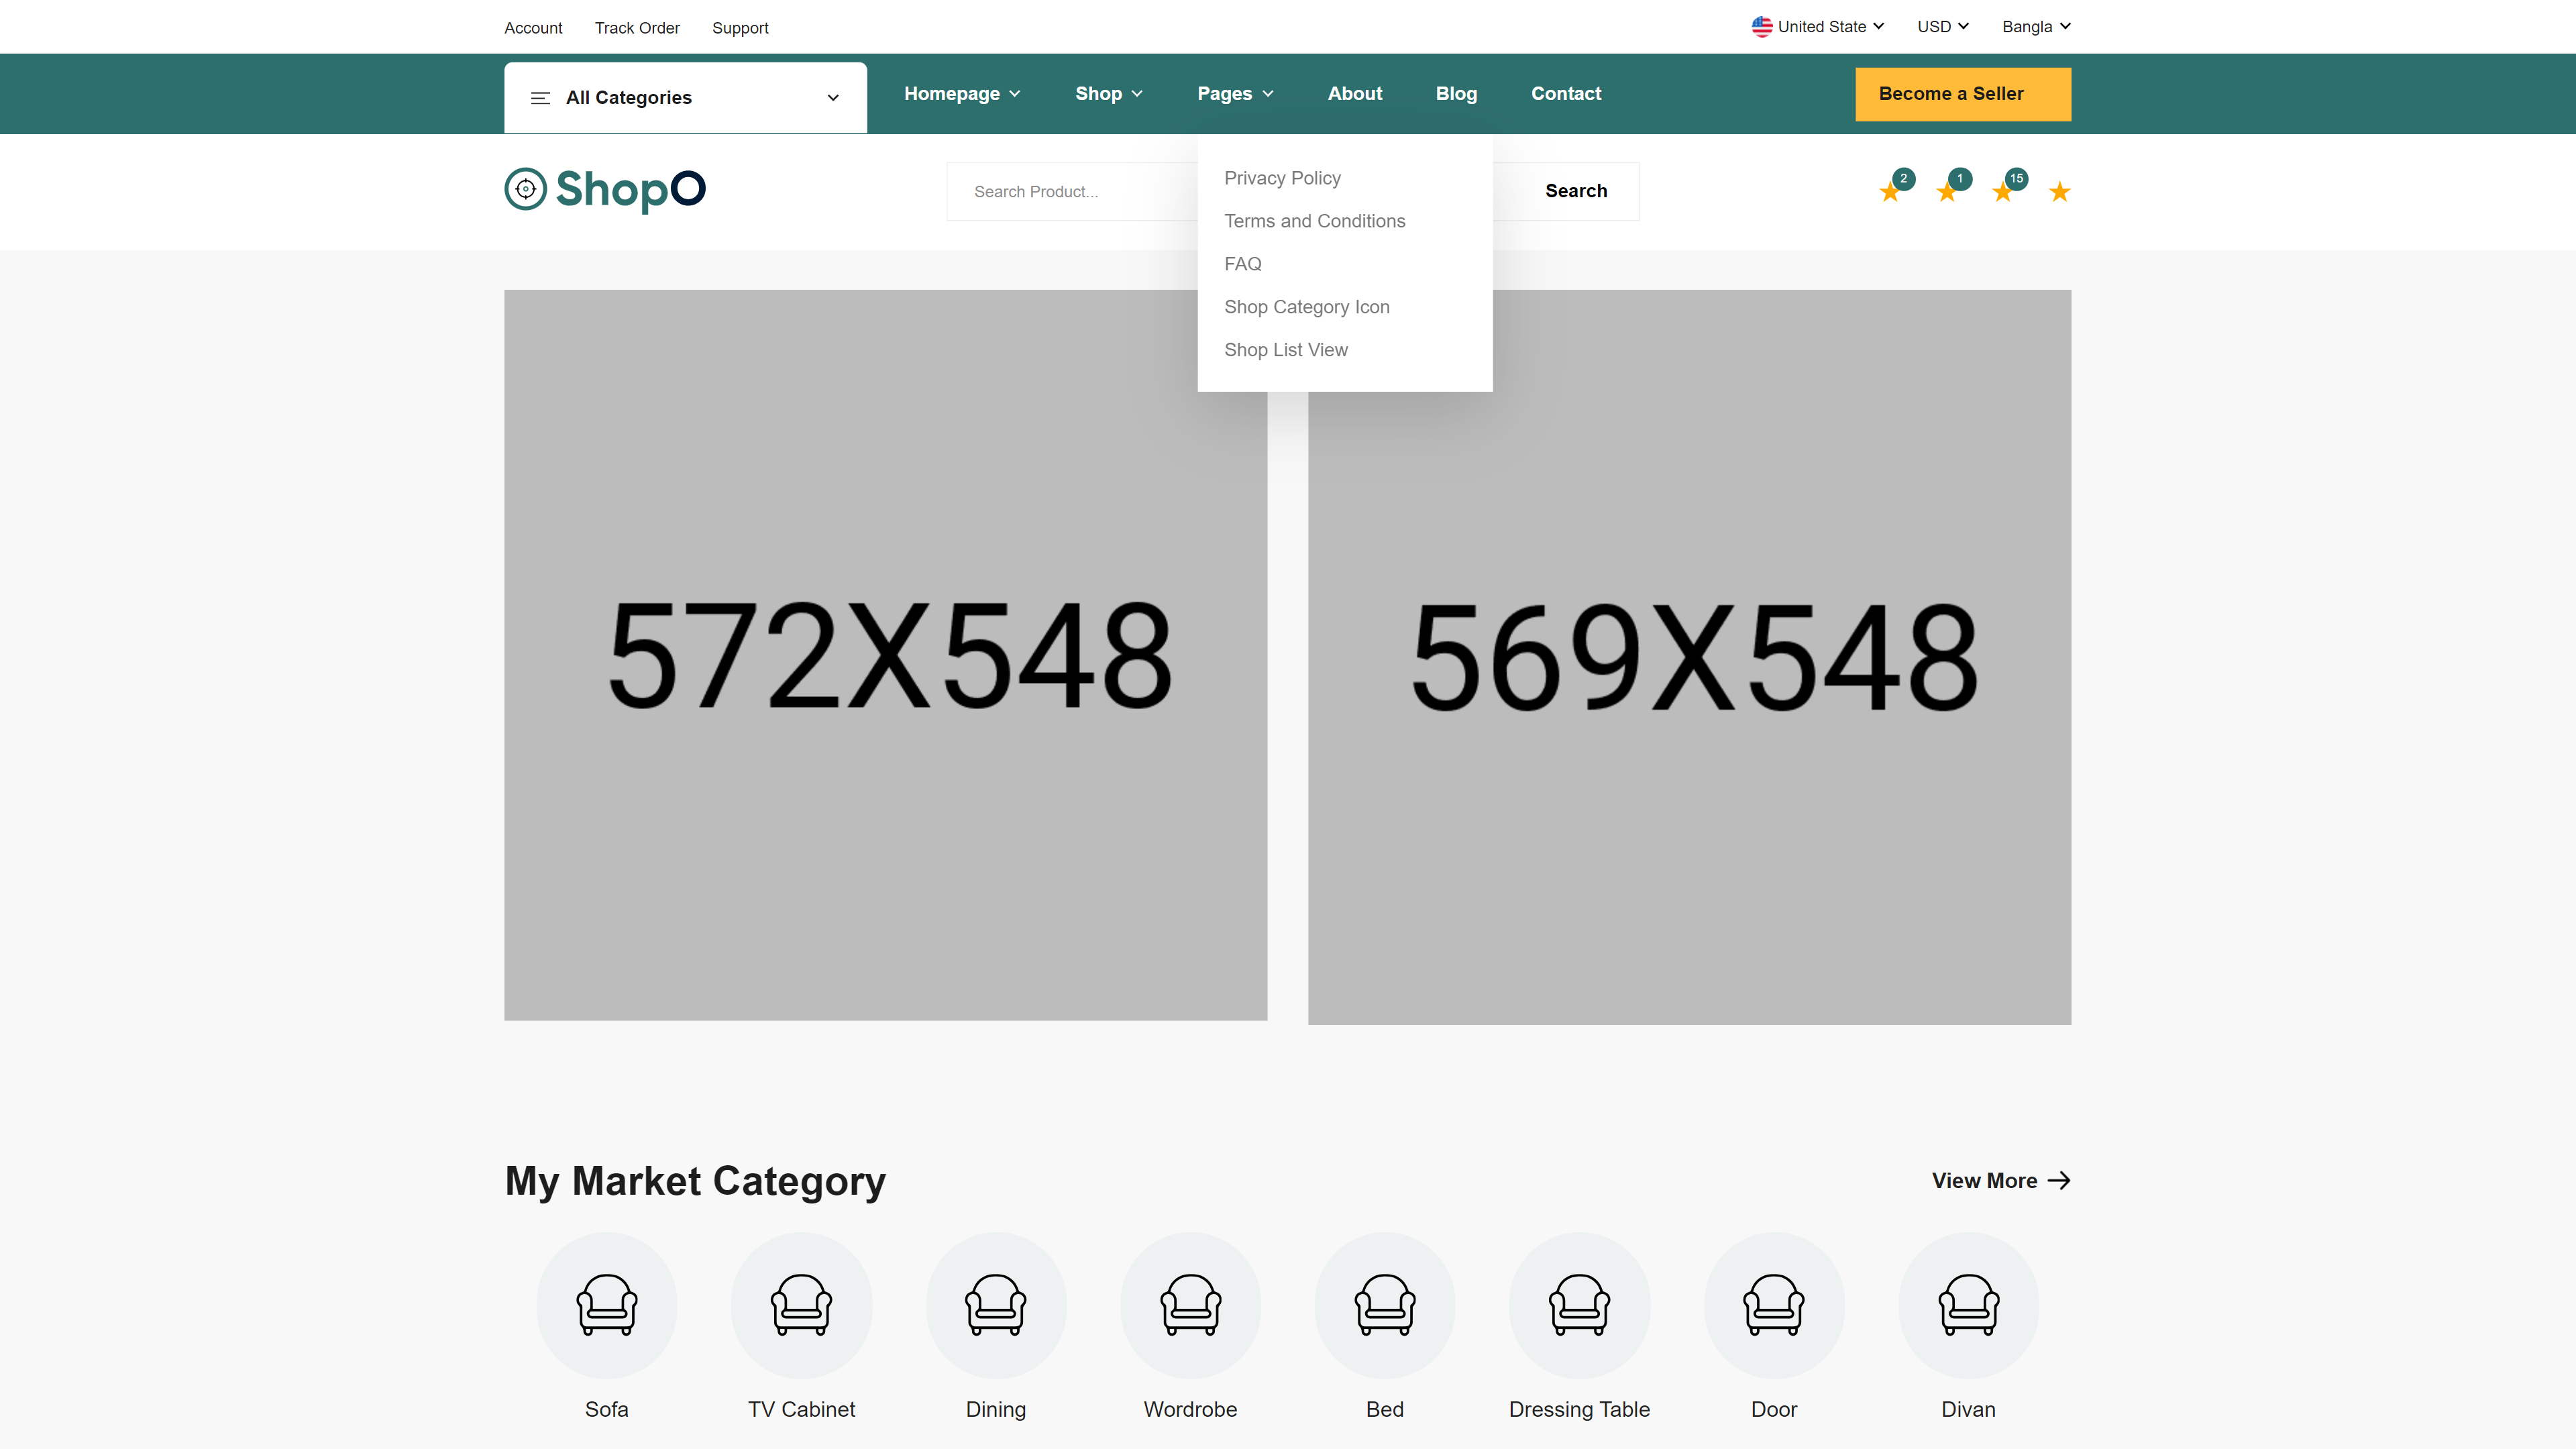 Account Track Order Support United State USD Bangla
All Categories Homepage Shop Pages About Blog Contact Become a Seller
ShopO Search Product... Search 2 1 15
Privacy Policy
Terms and Conditions
FAQ
Shop Category Icon
Shop List View
572X548 569X548
My Market Category View More
Sofa TV Cabinet Dining Wordrobe Bed Dressing Table Door Divan